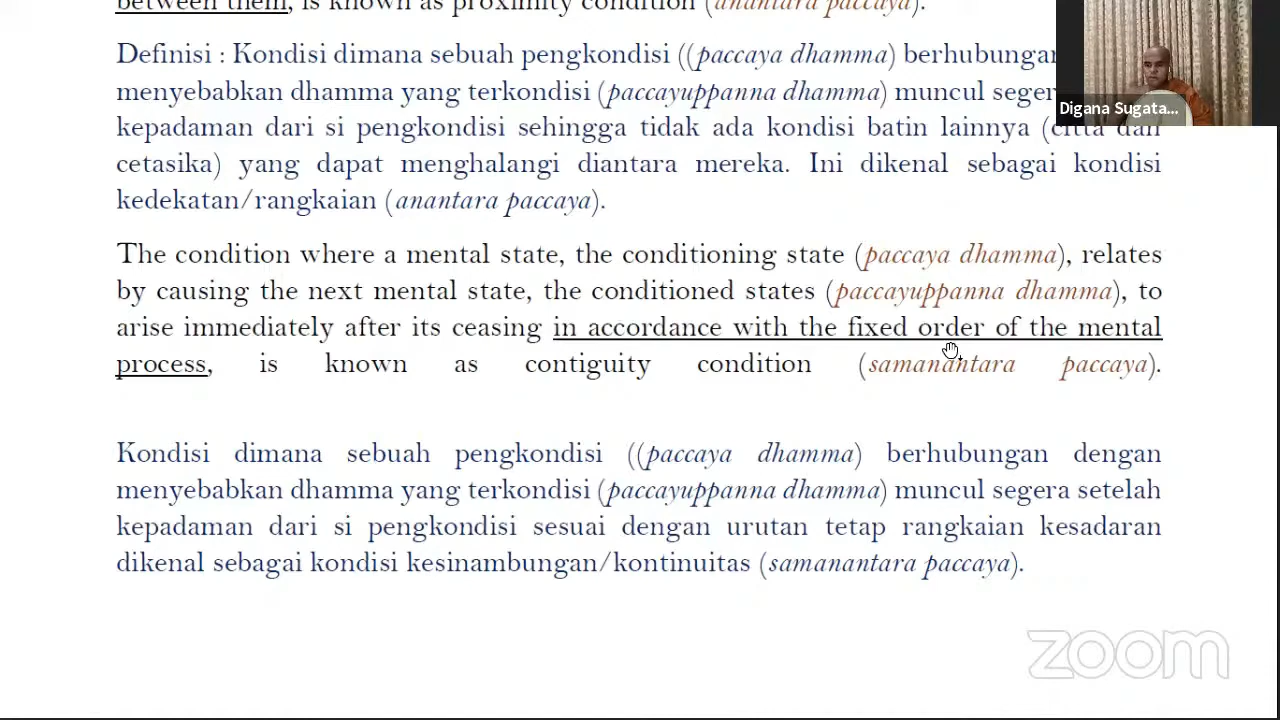 between them, is known as proximity condition (anantara paccaya).
Definisi : Kondisi dimana sebuah pengkondisi ((paccaya dhamma) berhubungan
menyebabkan dhamma yang terkondisi (paccayuppanna dhamma) muncul
kepadaman dari si pengkondisi sehingga tidak ada kondisi batin lainnya (citta dan
cetasika) yang dapat menghalangi diantara mereka. Ini dikenal sebagai kondisi
kedekatan/rangkaian (anantara paccaya).
The condition where a mental state, the conditioning state (paccaya dhamma), relates
by causing the next mental state, the conditioned states (paccayuppanna dhamma), to
arise immediately after its ceasing in accordance with the fixed order of the mental
process, is known as contiguity condition (samanantara paccaya).
Kondisi dimana sebuah pengkondisi ((paccaya dhamma) berhubungan dengan
menyebabkan dhamma yang terkondisi (paccayuppanna dhamma) muncul segera setelah
kepadaman dari si pengkondisi sesuai dengan urutan tetap rangkaian kesadaran
dikenal sebagai kondisi kesinambungan/kontinuitas (samanantara paccaya).
Digana Sugata...
zoom